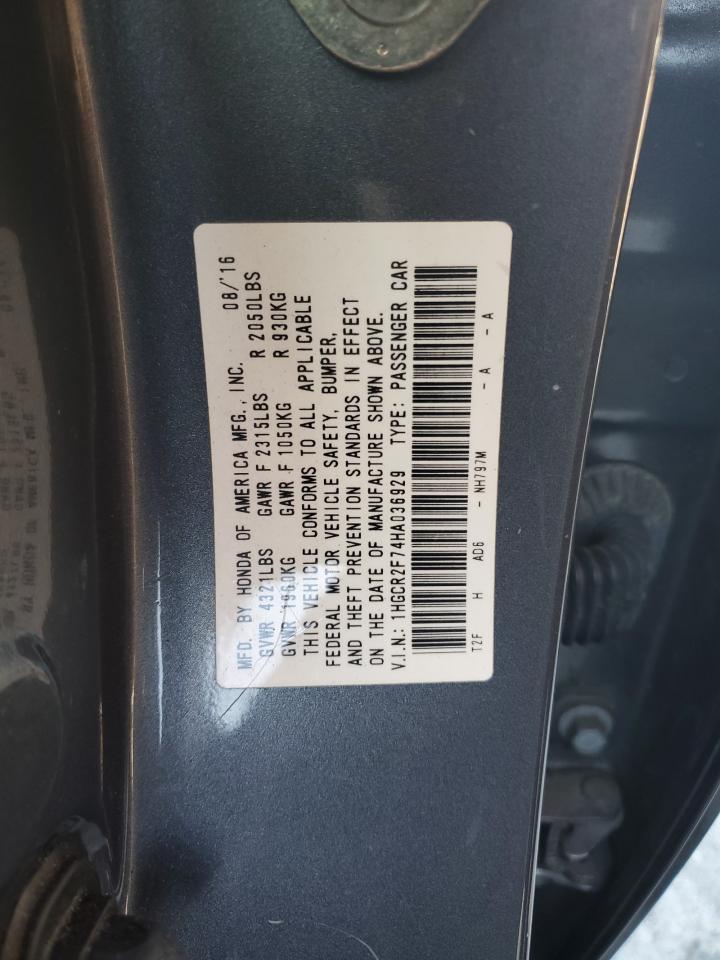 MFD. BY HONDA OF AMERICA MFG., INC. 08/'16
GVWR 4321LBS GAWR F 2315LBS R 2050LBS
GVWR 1960KG GAWR F 1050KG R 930KG
THIS VEHICLE CONFORMS TO ALL APPLICABLE
FEDERAL MOTOR VEHICLE SAFETY, BUMPER,
AND THEFT PREVENTION STANDARDS IN EFFECT
ON THE DATE OF MANUFACTURE SHOWN ABOVE.
V.I.N.: 1HGCR2F74HA036929 TYPE: PASSENGER CAR
T2F H AD6 - NH797M - A - A